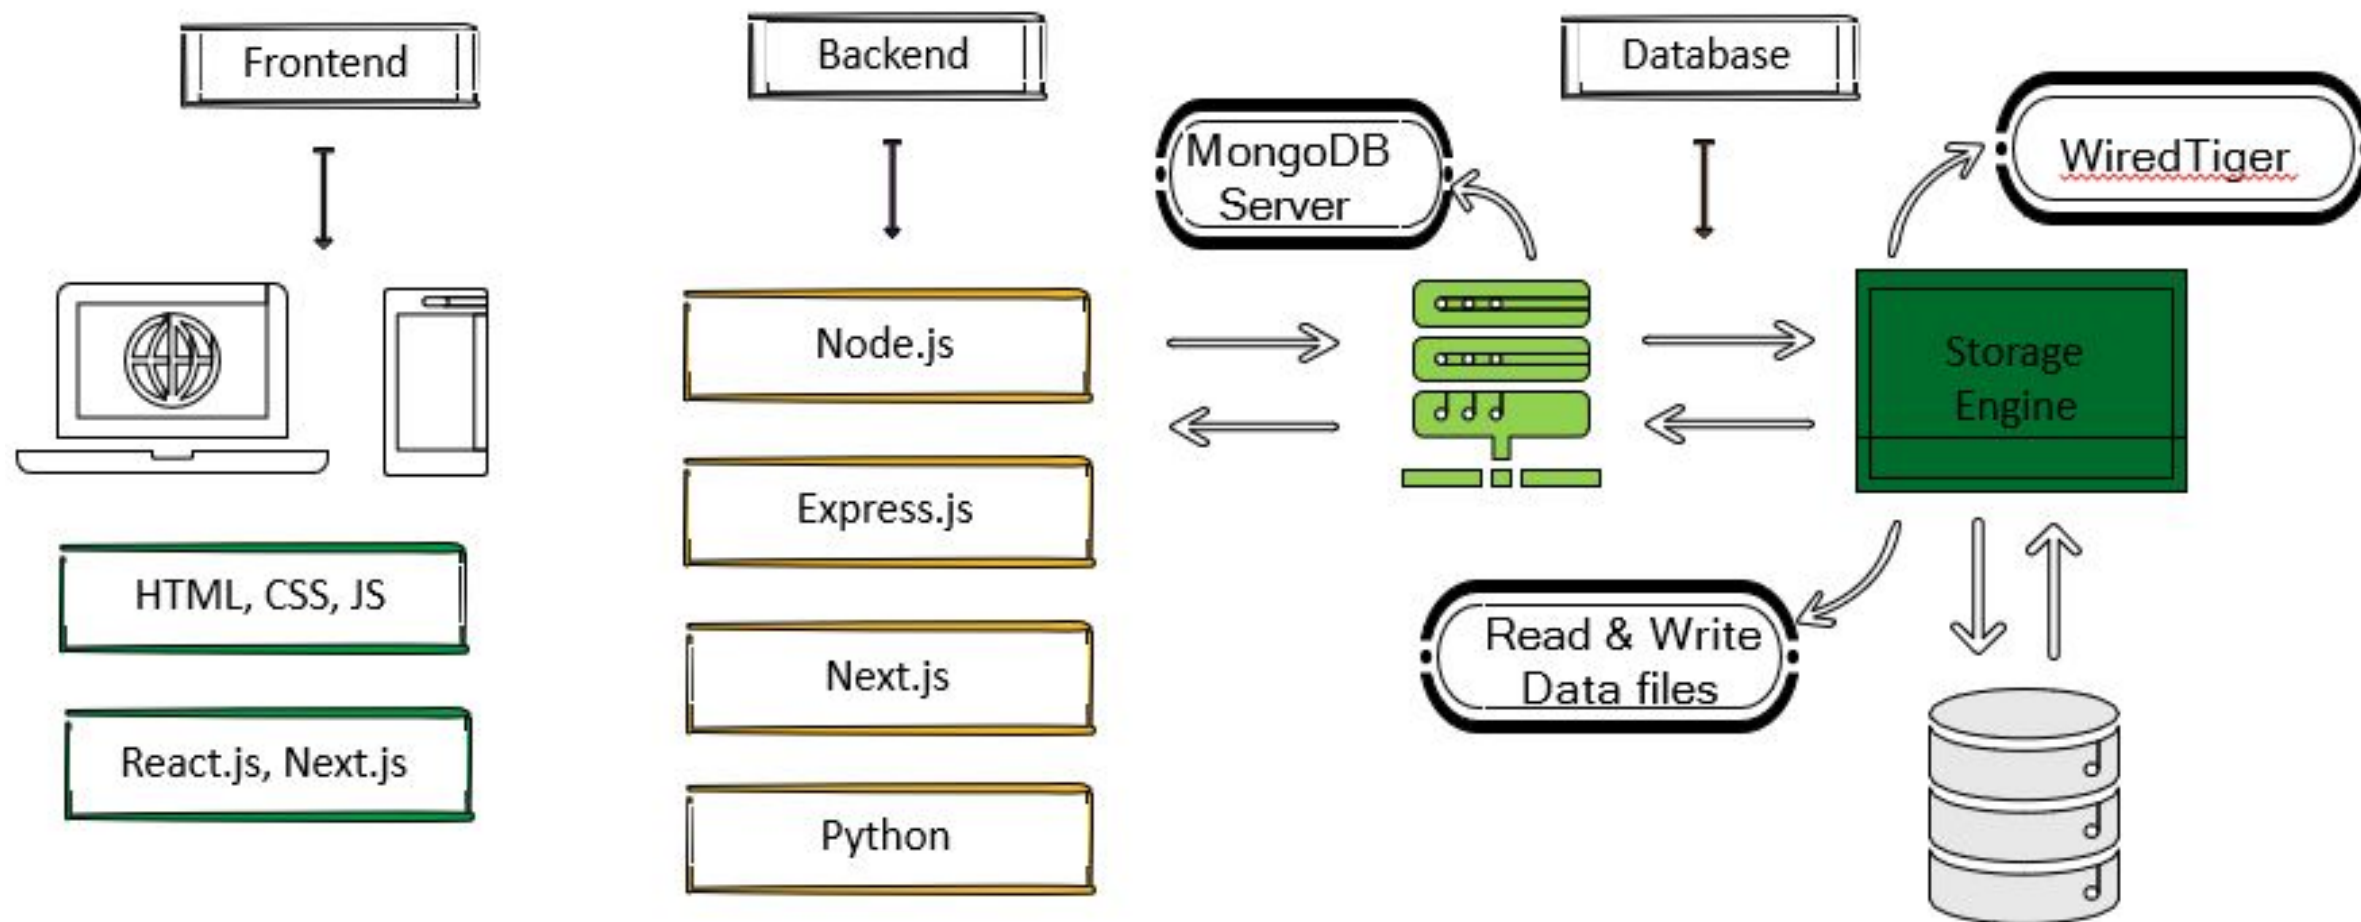 Frontend
Backend
Database
MongoDB
Server
WiredTiger
Node.js
Storage
Engine
Express.js
HTML, CSS, JS
Read & Write
Data files
Next.js
React.js, Next.js
Python